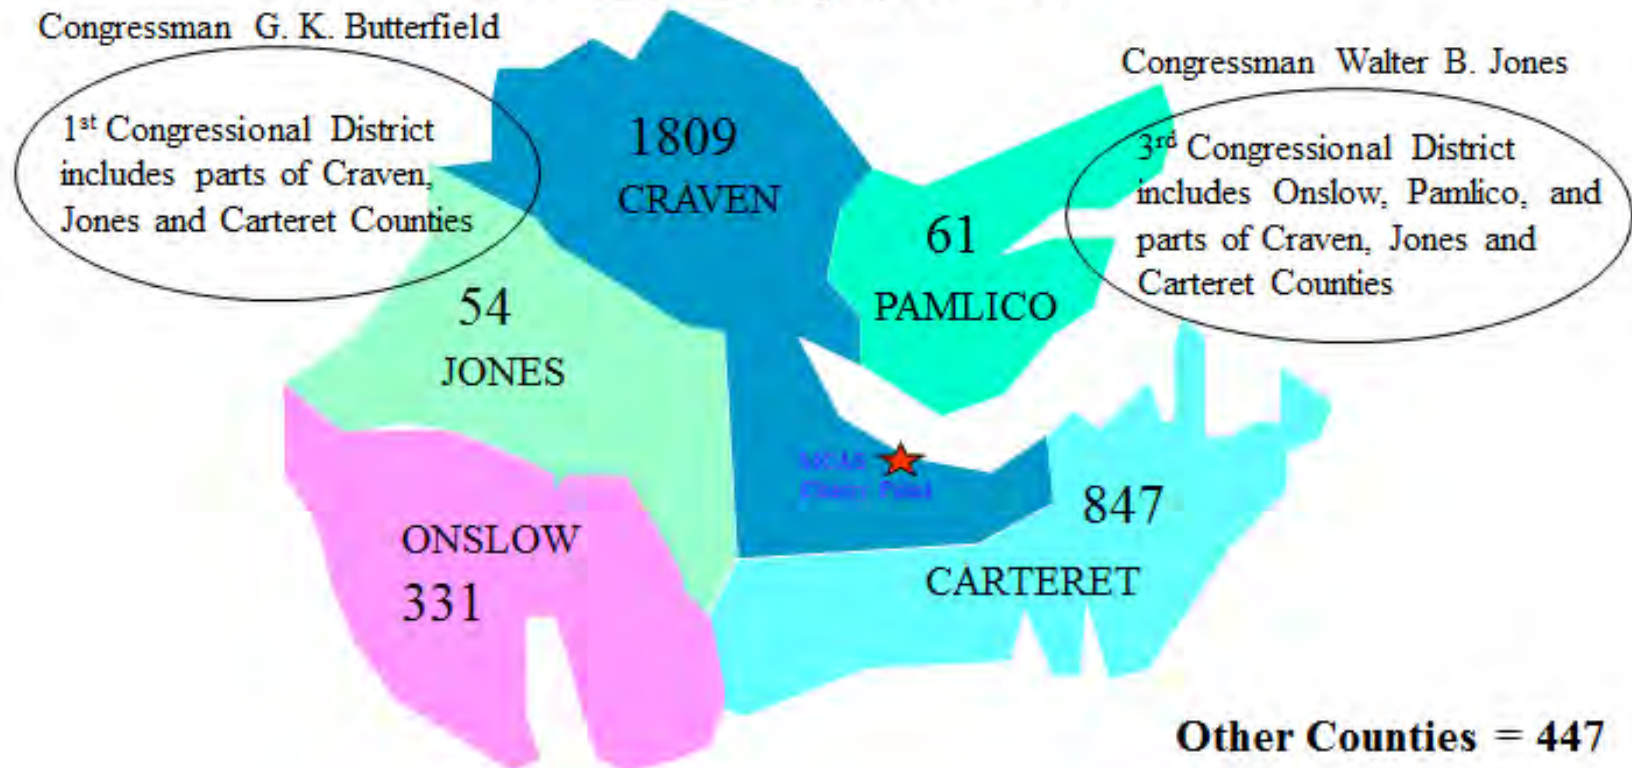 Congressman G. K. Butterfield
1st Congressional District
includes parts of Craven,
Jones and Carteret Counties
Congressman Walter B. Jones
3rd Congressional District
includes Onslow, Pamlico, and
parts of Craven, Jones and
Carteret Counties
1809
CRAVEN
61
PAMLICO
54
JONES
ONSLOW
331
847
CARTERET
Other Counties = 447